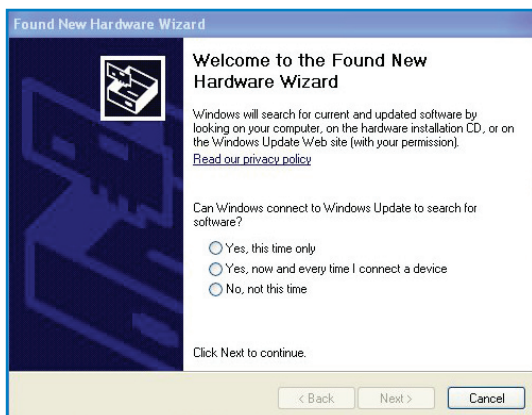 Found New Hardware Wizard
Welcome to the Found New
Hardware Wizard
Windows will search for current and updated software by
looking on your computer, on the hardware installation CD, or on
the Windows Update Web site (with your permission).
Read our privacy policy
Can Windows connect to Windows Update to search for
software?
Yes, this time only
Yes, now and every time I connect a device
No, not this time
Click Next to continue.
< Back
Next >
Cancel